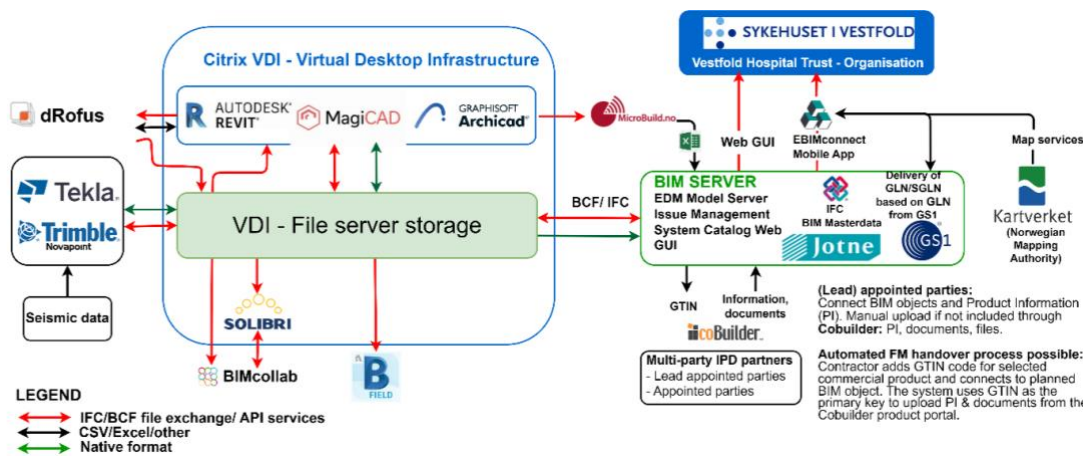 SYKEHUSET I VESTFOLD
Vestfold Hospital Trust - Organisation
Citrix VDI - Virtual Desktop Infrastructure
dRofus
AUTODESK®
REVIT®
MagiCAD
GRAPHISOFT
Archicad
MicroBuild.no
Web GUI
EBIMconnect
Mobile App
Map services
Tekla
Trimble
Novapoint
VDI - File server storage
BCF/ IFC
BIM SERVER
EDM Model Server
Issue Management
System Catalog Web
GUI
IFC
BIM Masterdata
Jotne
Delivery of
GLN/SGLN
based on GLN
from GS1
GS1
Kartverket
(Norwegian
Mapping
Authority)
Seismic data
SOLIBRI
BIMcollab
B
FIELD
GTIN
Information,
documents
coBuilder
Multi-party IPD partners
- Lead appointed parties
- Appointed parties
(Lead) appointed parties:
Connect BIM objects and Product Information
(PI). Manual upload if not included through
Cobuilder: PI, documents, files.
Automated FM handover process possible:
Contractor adds GTIN code for selected
commercial product and connects to planned
BIM object. The system uses GTIN as the
primary key to upload PI & documents from the
Cobuilder product portal.
LEGEND
IFC/BCF file exchange/ API services
CSV/Excel/other
Native format